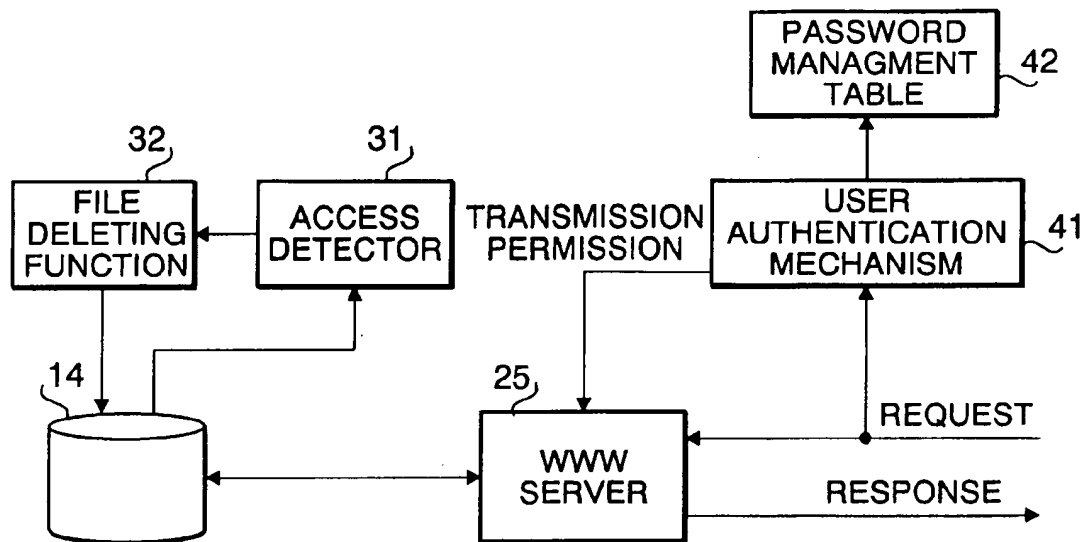 PASSWORD
MANAGMENT
TABLE
42
32
31
FILE
DELETING
FUNCTION
ACCESS
DETECTOR
TRANSMISSION
PERMISSION
USER
AUTHENTICATION
MECHANISM
41
14
25
WWW
SERVER
REQUEST
RESPONSE